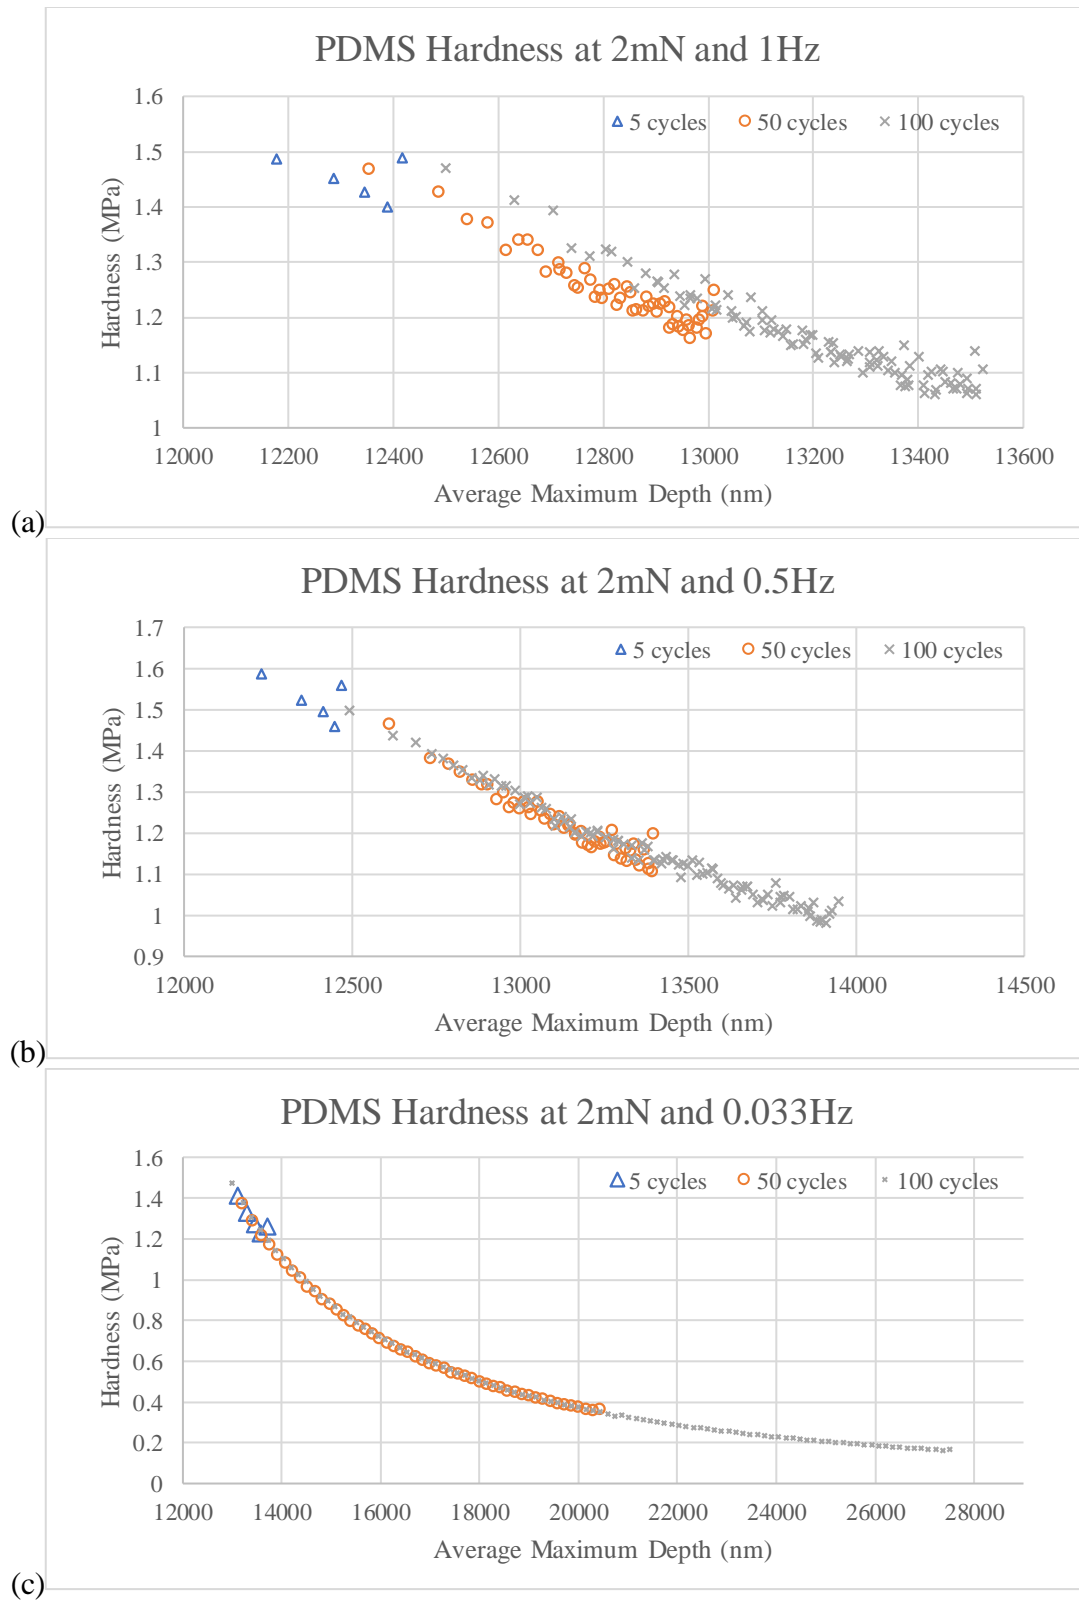 PDMS Hardness at 2mN and 1Hz
1.6
5 cycles 50 cycles 100 cycles
1.5
1.4
1.3
1.2
1.1
1
Hardness (MPa)
12000 12200 12400 12600 12800 13000 13200 13400 13600
Average Maximum Depth (nm)
(a)
PDMS Hardness at 2mN and 0.5Hz
1.7
5 cycles 50 cycles 100 cycles
1.6
1.5
1.4
1.3
1.2
1.1
1
0.9
Hardness (MPa)
12000 12500 13000 13500 14000 14500
Average Maximum Depth (nm)
(b)
PDMS Hardness at 2mN and 0.033Hz
1.6
5 cycles 50 cycles 100 cycles
1.4
1.2
1
0.8
0.6
0.4
0.2
0
Hardness (MPa)
12000 14000 16000 18000 20000 22000 24000 26000 28000
Average Maximum Depth (nm)
(c)